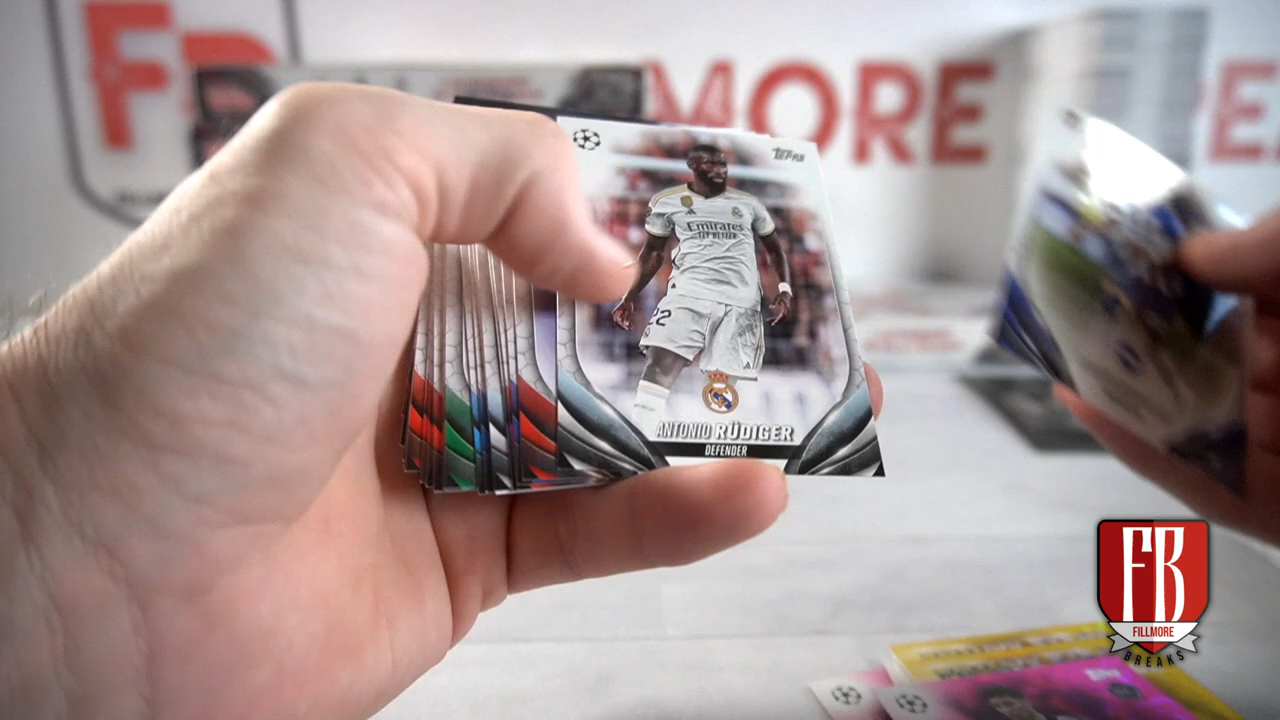 F
MORE
TOPPS
Emirates
FLY BETTER
22
ANTONIO RÜDIGER
DEFENDER
FB
FILLMORE
BREAKS